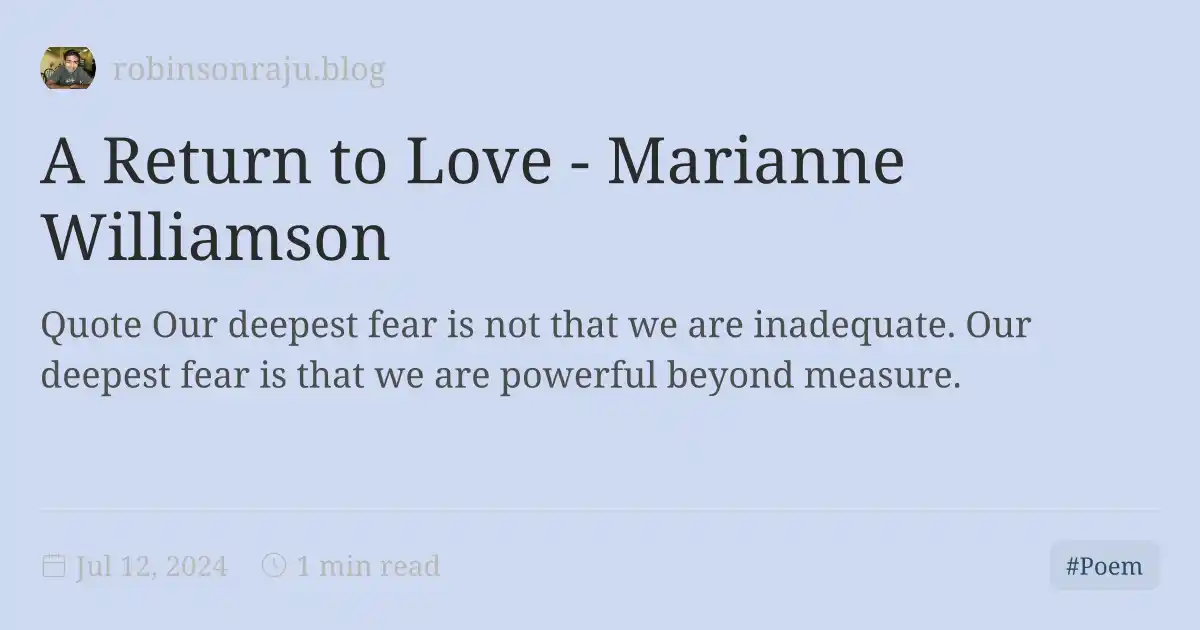 robinsonraju.blog
A Return to Love - Marianne
Williamson
Quote Our deepest fear is not that we are inadequate. Our
deepest fear is that we are powerful beyond measure.
Jul 12, 2024 1 min read #Poem